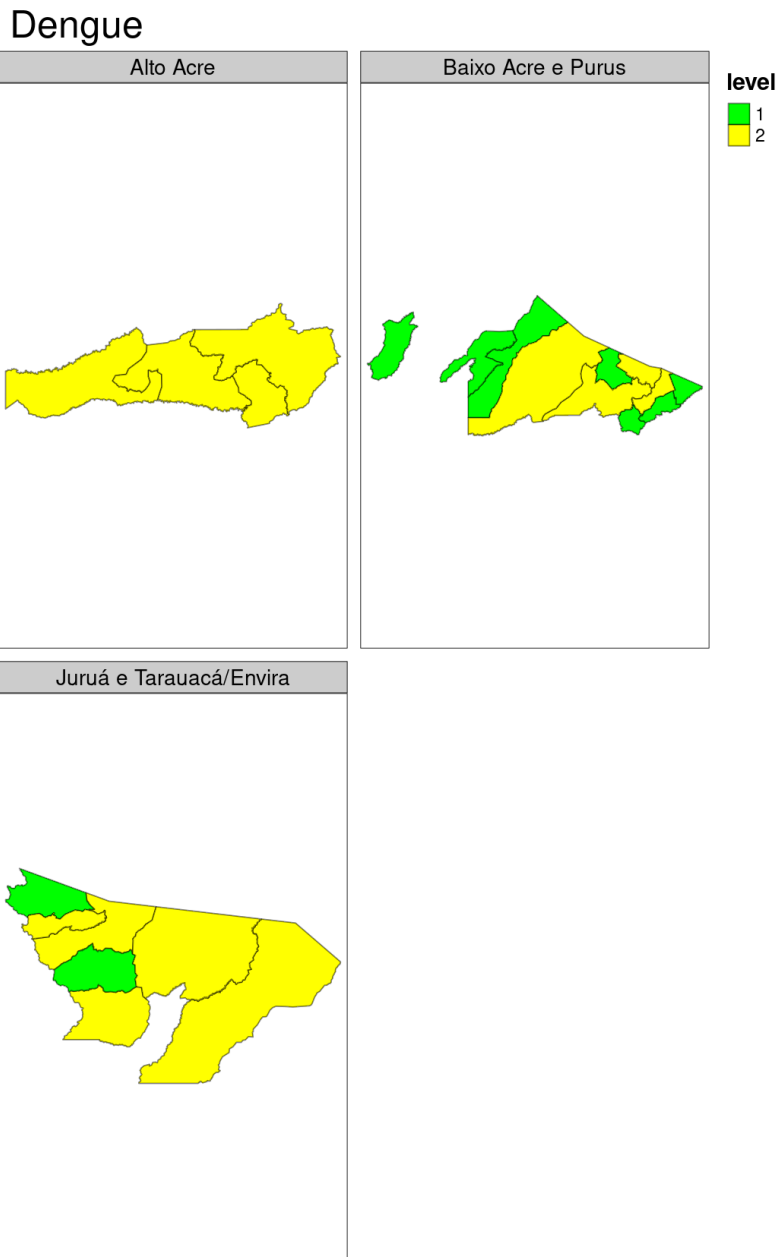 Dengue
Alto Acre
Baixo Acre e Purus
level
1
2
Juruá e Tarauacá/Envira